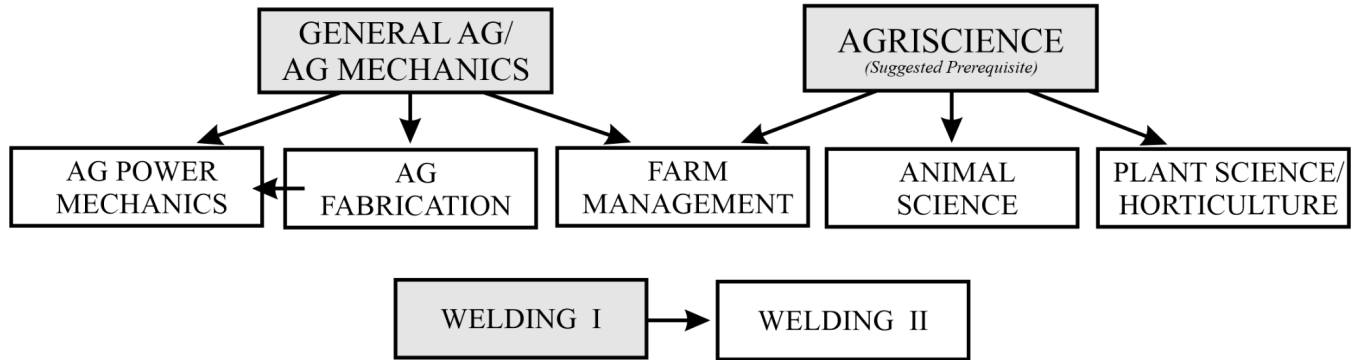 GENERAL AG/
AG MECHANICS
AGRISCIENCE
(Suggested Prerequisite)
AG POWER
MECHANICS
AG
FABRICATION
FARM
MANAGEMENT
ANIMAL
SCIENCE
PLANT SCIENCE/
HORTICULTURE
WELDING I
WELDING II